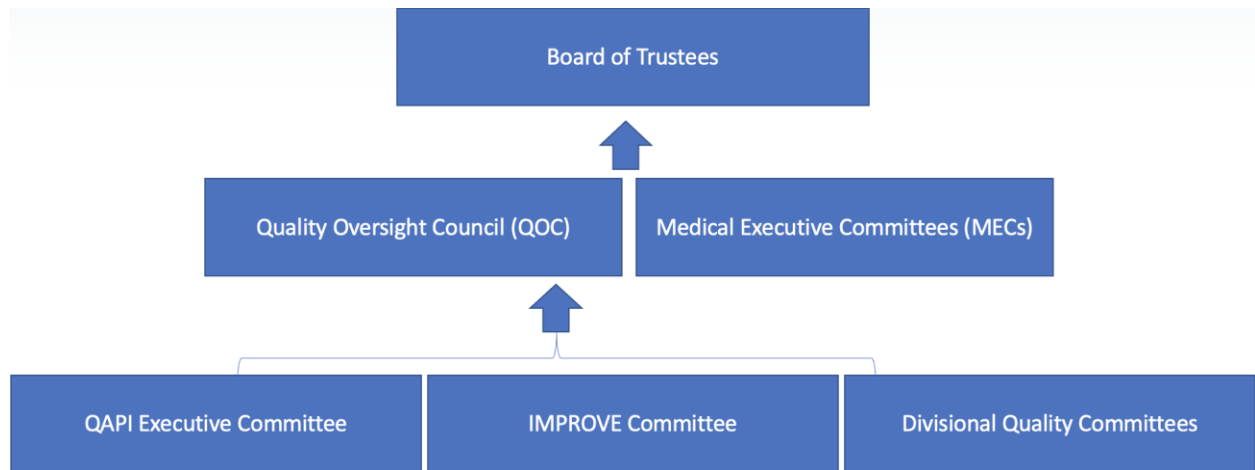 Board of Trustees
Quality Oversight Council (QOC)
Medical Executive Committees (MECs)
QAPI Executive Committee
IMPROVE Committee
Divisional Quality Committees